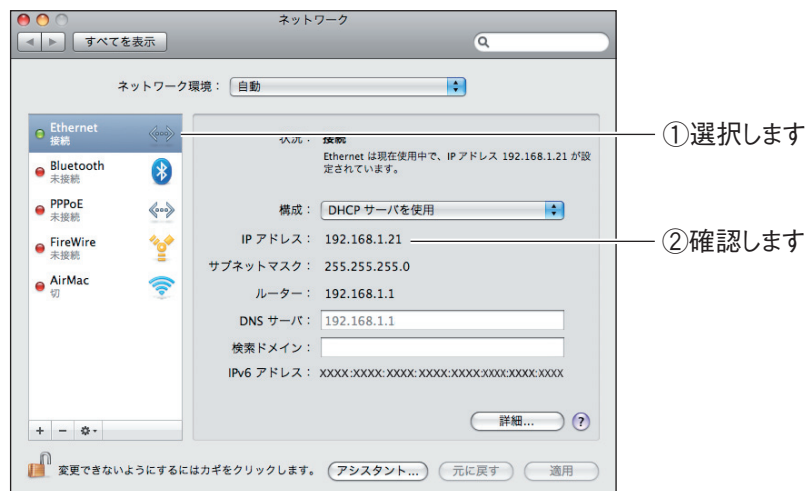 ネットワーク
すべてを表示
ネットワーク環境： 自動
Ethernet
接続
Bluetooth
未接続
PPPoE
未接続
FireWire
未接続
AirMac
切
状況： 接続
Ethernet は現在使用中で、IP アドレス 192.168.1.21 が設
定されています。
構成： DHCP サーバを使用
IP アドレス： 192.168.1.21
サブネットマスク： 255.255.255.0
ルーター： 192.168.1.1
DNS サーバ： 192.168.1.1
検索ドメイン：
IPv6 アドレス： XXXX:XXXX:XXXX:XXXX:XXXX:XXXX:XXXX:XXXX
詳細... ?
+ −
変更できないようにするにはカギをクリックします。 アシスタント... 元に戻す 適用
①選択します
②確認します